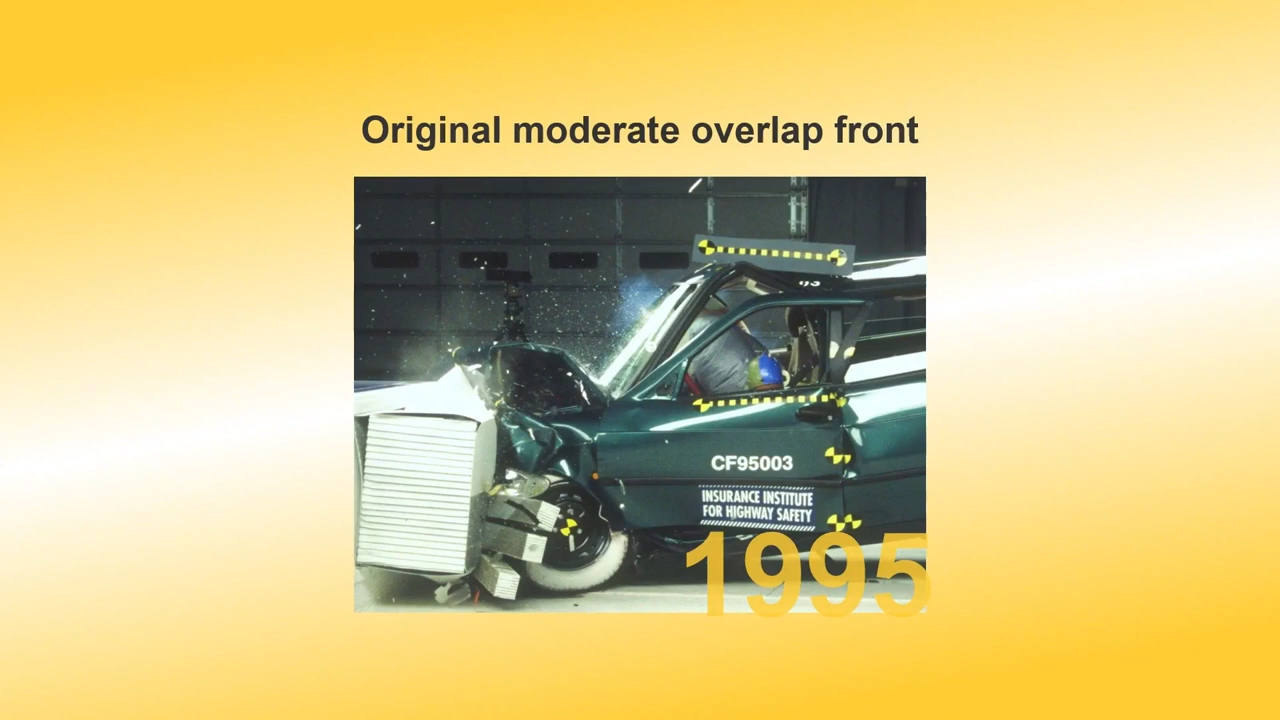 Original moderate overlap front
CF95003
INSURANCE INSTITUTE
FOR HIGHWAY SAFETY
1995